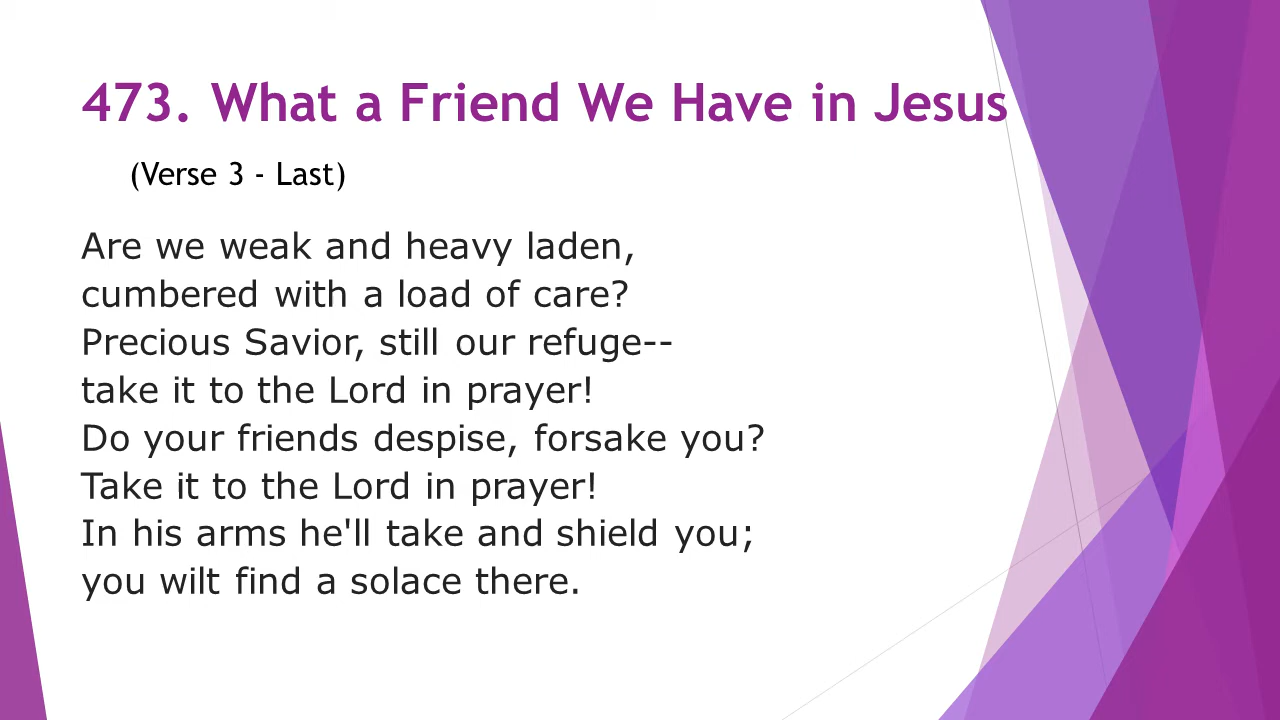 473. What a Friend We Have in Jesus
(Verse 3 - Last)
Are we weak and heavy laden,
cumbered with a load of care?
Precious Savior, still our refuge--
take it to the Lord in prayer!
Do your friends despise, forsake you?
Take it to the Lord in prayer!
In his arms he'll take and shield you;
you wilt find a solace there.